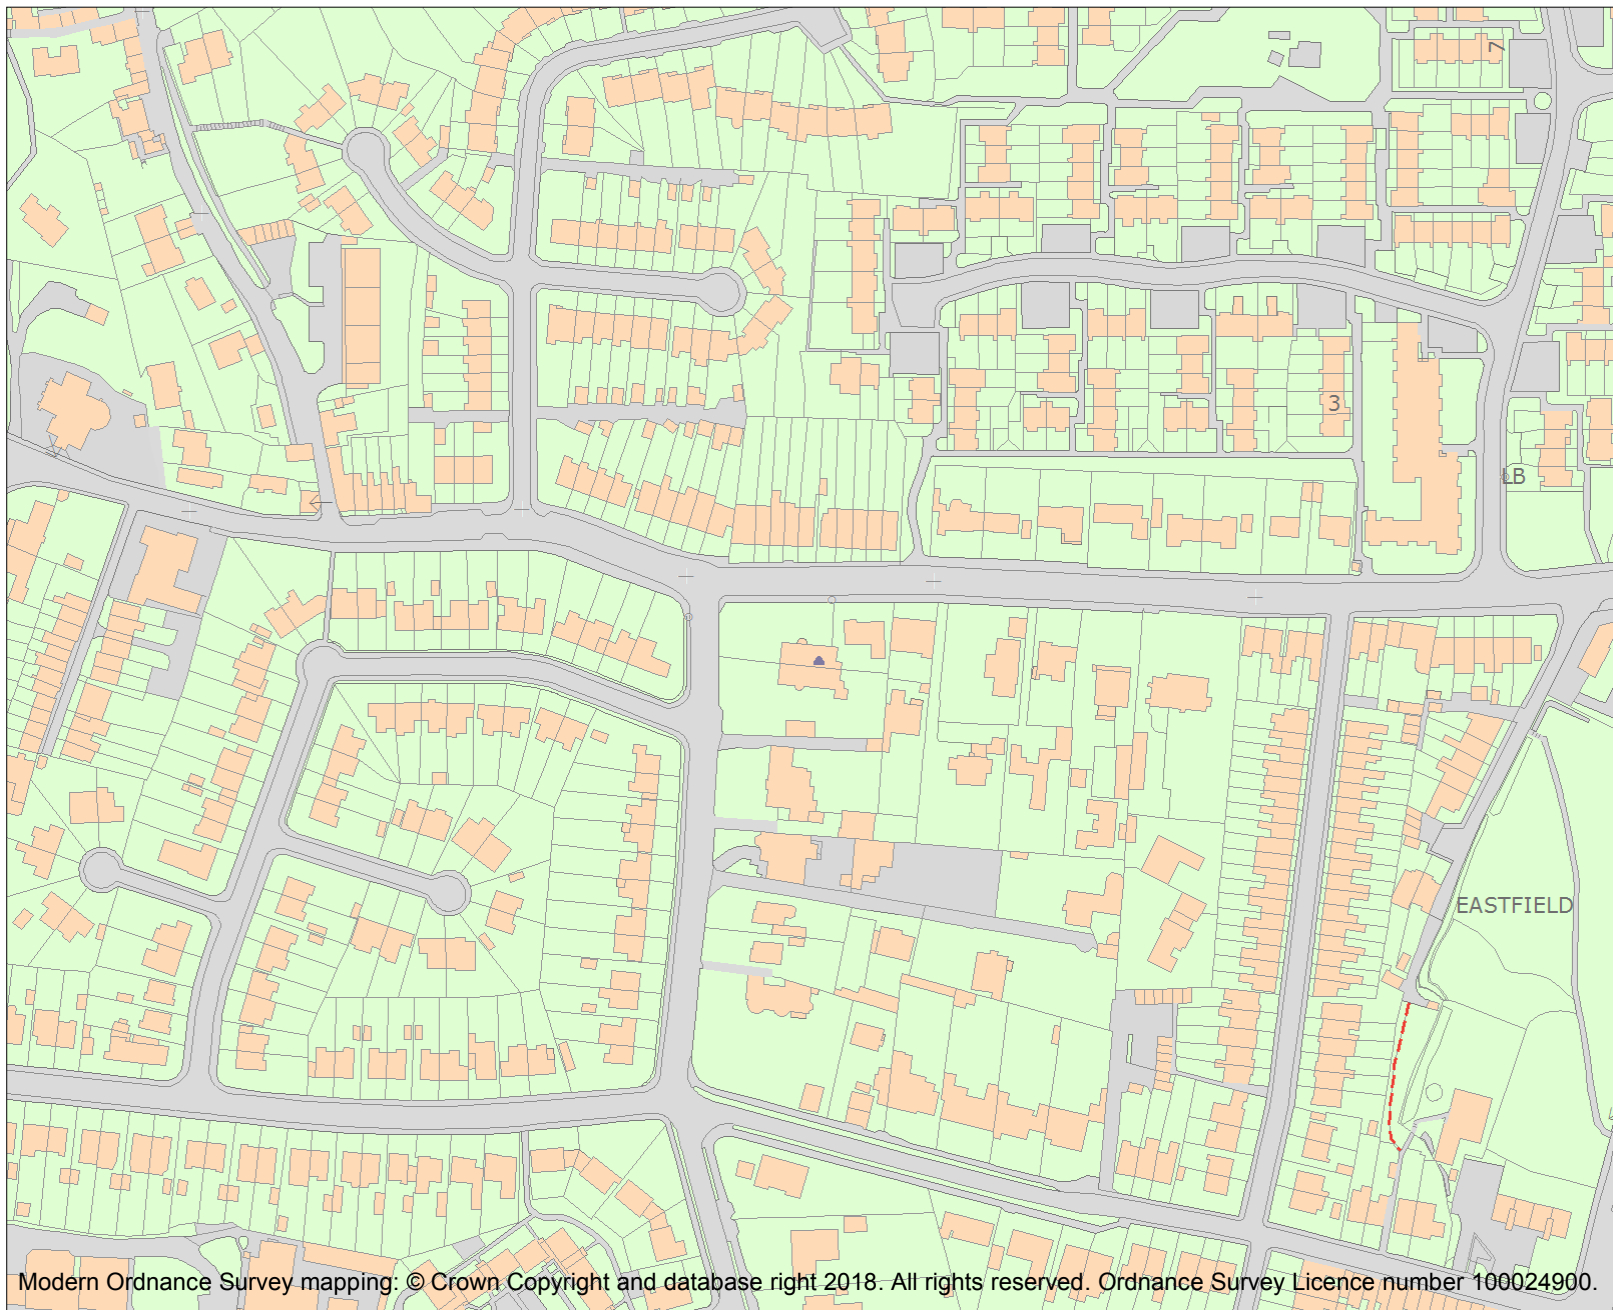 7
3
LB
EASTFIELD
Modern Ordnance Survey mapping: © Crown Copyright and database right 2018. All rights reserved. Ordnance Survey Licence number 100024900.